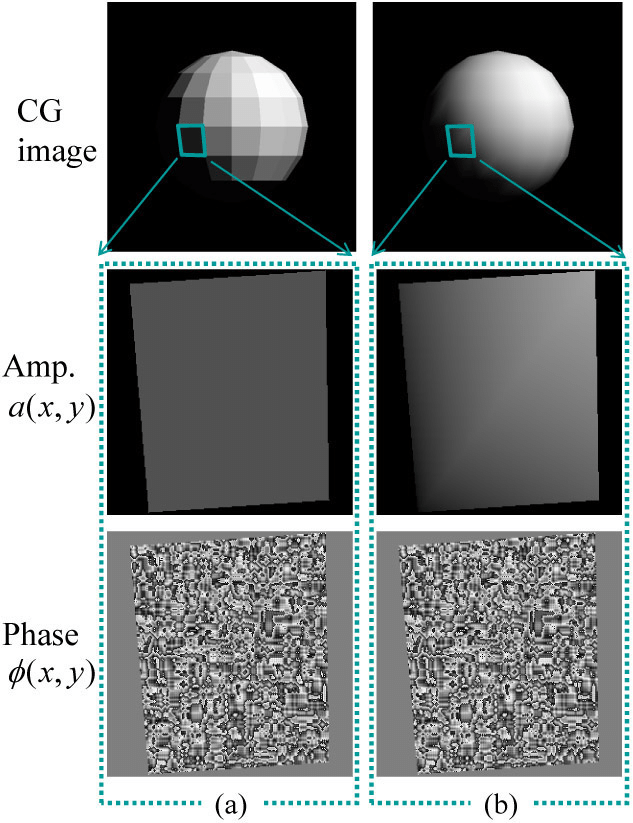 CG
image
Amp.
a(x, y)
Phase
ϕ(x, y)
(a)
(b)